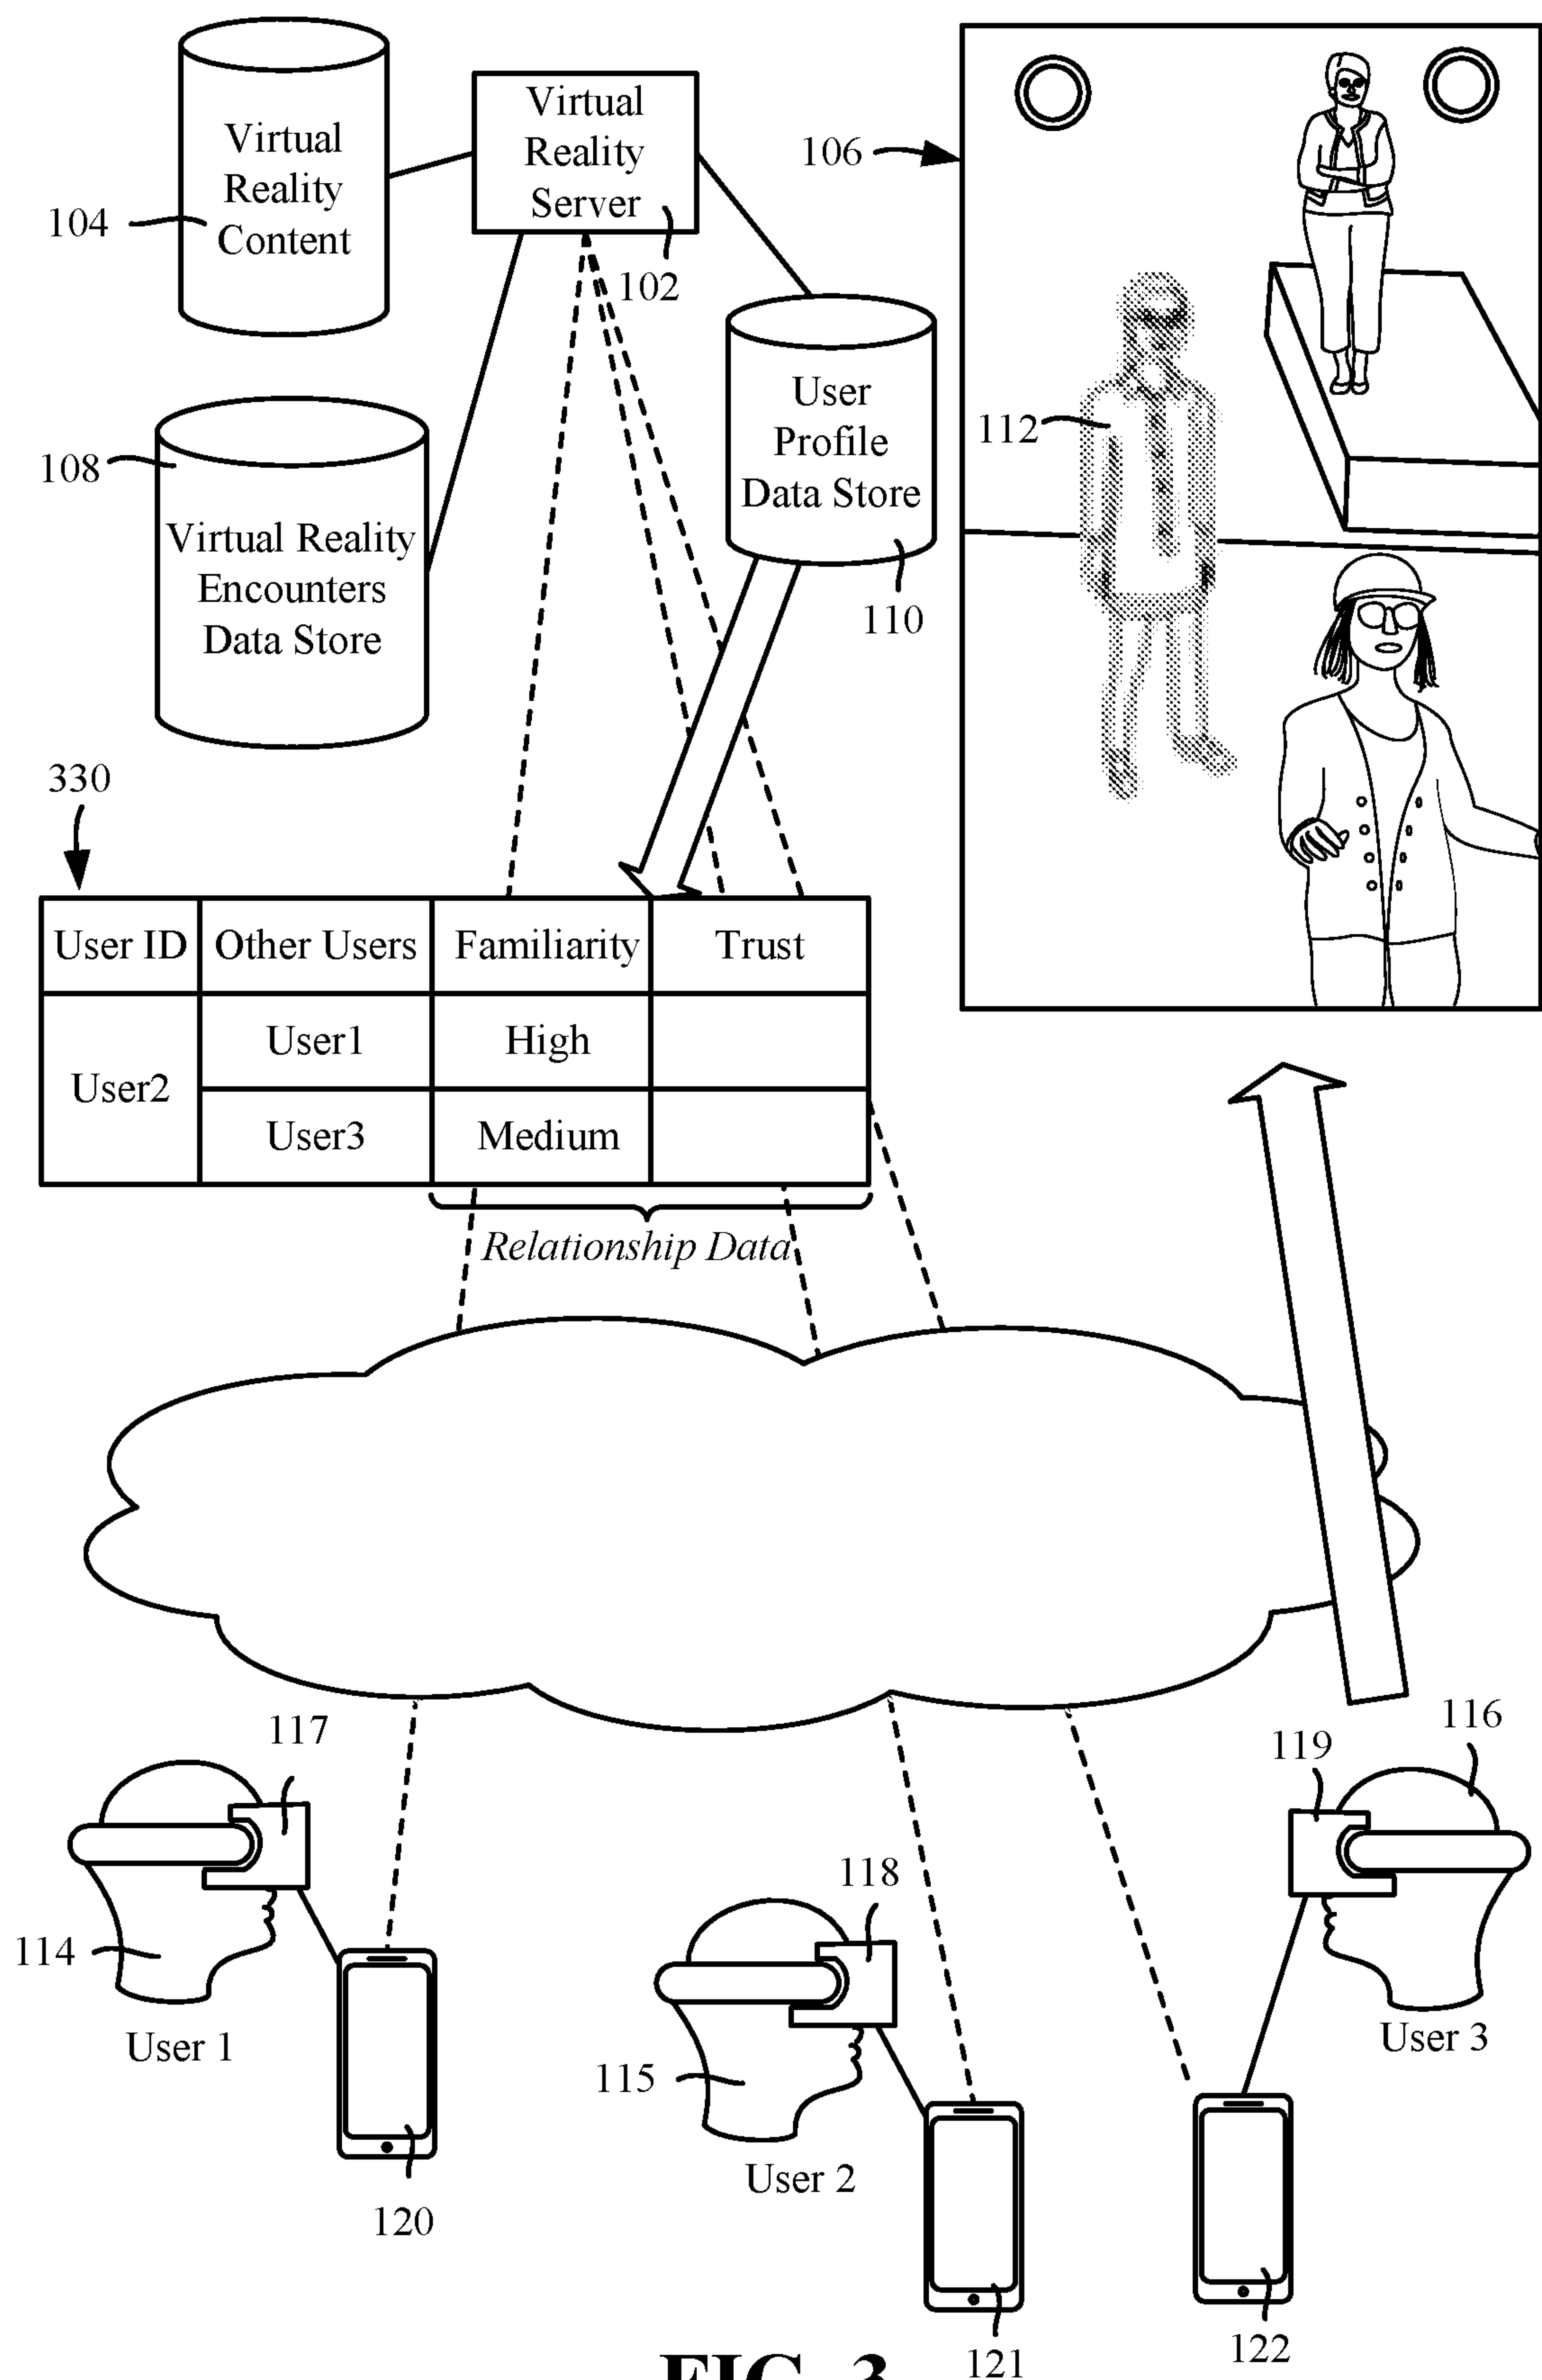 Virtual
Reality
Content
104
Virtual
Reality
Server
102
106
112
108
Virtual Reality
Encounters
Data Store
User
Profile
Data Store
110
330
User ID Other Users Familiarity Trust
User2
User1 High
User3 Medium
Relationship Data
117
114
User 1
120
118
115
User 2
121
119
116
User 3
122
FIG. 3